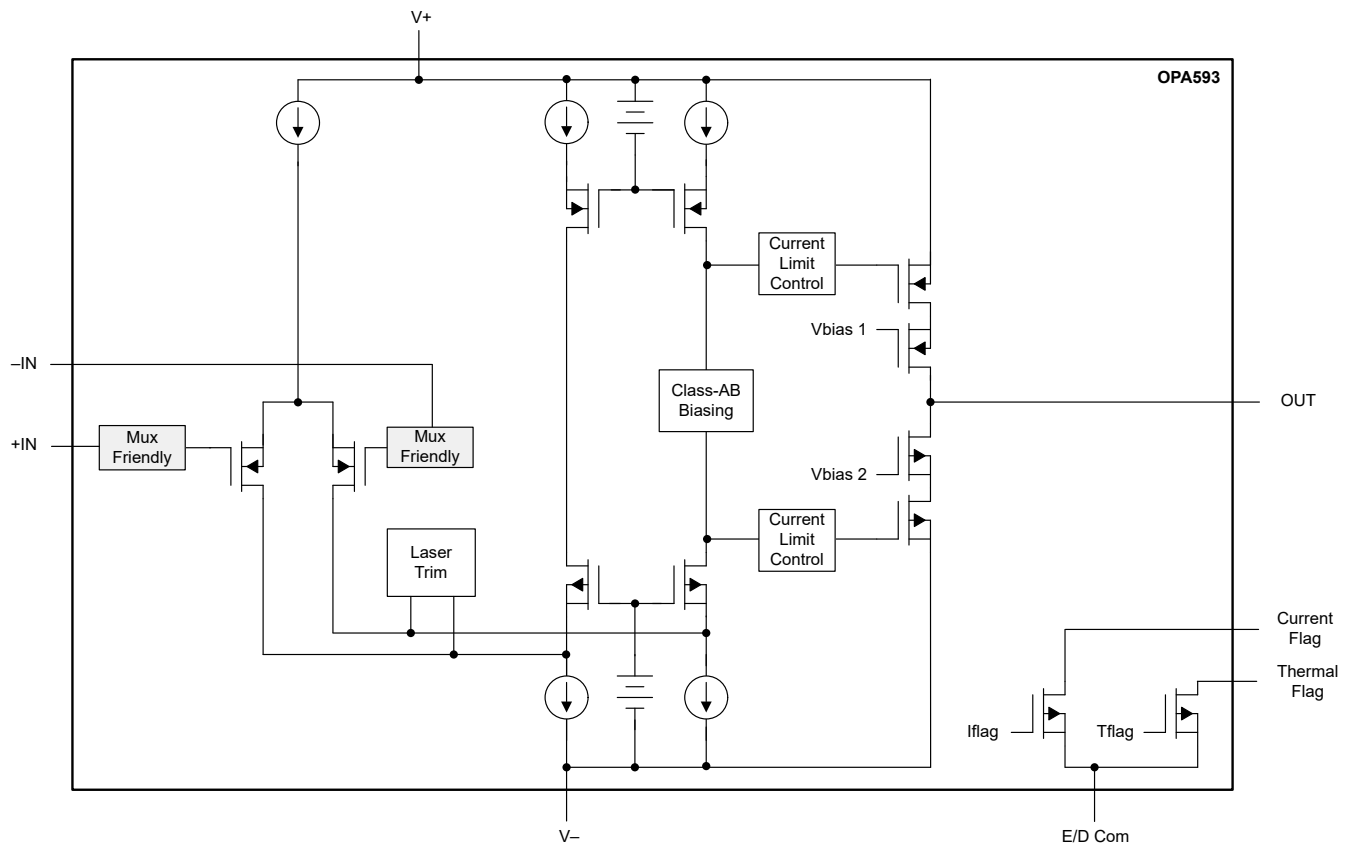 V+
OPA593
Current
Limit
Control
Vbias 1
–IN
Class-AB
Biasing
OUT
+IN
Mux
Friendly
Mux
Friendly
Vbias 2
Current
Limit
Control
Laser
Trim
Current
Flag
Thermal
Flag
Iflag
Tflag
V–
E/D Com